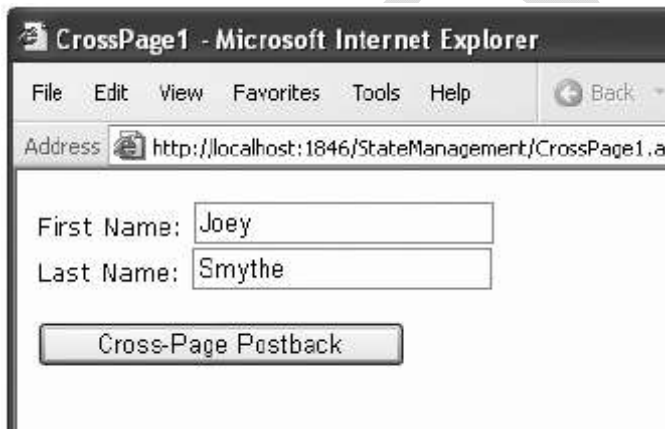 CrossPage1 - Microsoft Internet Explorer
File Edit View Favorites Tools Help Back
Address http://localhost:1846/StateManagement/CrossPage1.a
First Name: Joey
Last Name: Smythe
Cross-Page Postback